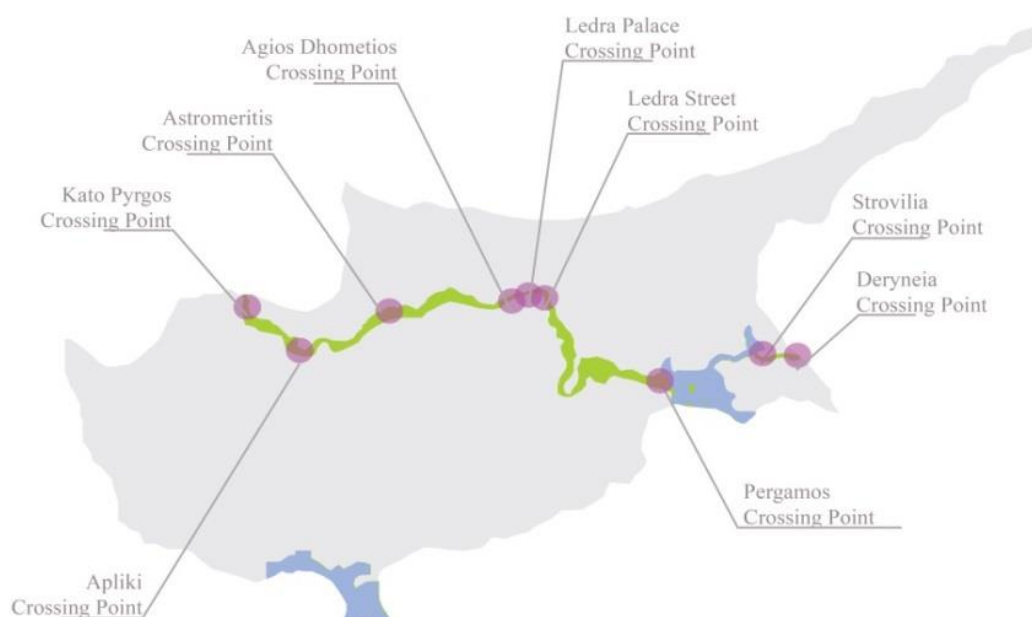 Ledra Palace
Crossing Point
Agios Dhometios
Crossing Point
Ledra Street
Crossing Point
Astromeritis
Crossing Point
Kato Pyrgos
Crossing Point
Strovilia
Crossing Point
Deryneia
Crossing Point
Pergamos
Crossing Point
Apliki
Crossing Point